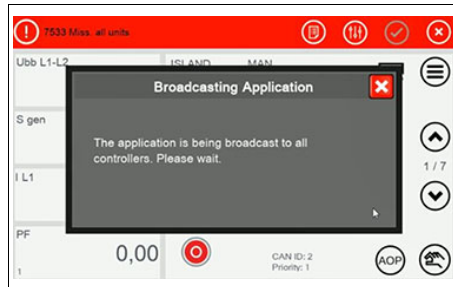 7533 Miss. all units
Ubb L1-L2
ISLAND MAN
Broadcasting Application
S gen
The application is being broadcast to all
controllers. Please wait.
I L1
1 / 7
PF
0,00
1
CAN ID: 2
Priority: 1
AOP